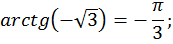 arctg(−√3) = −π/3;